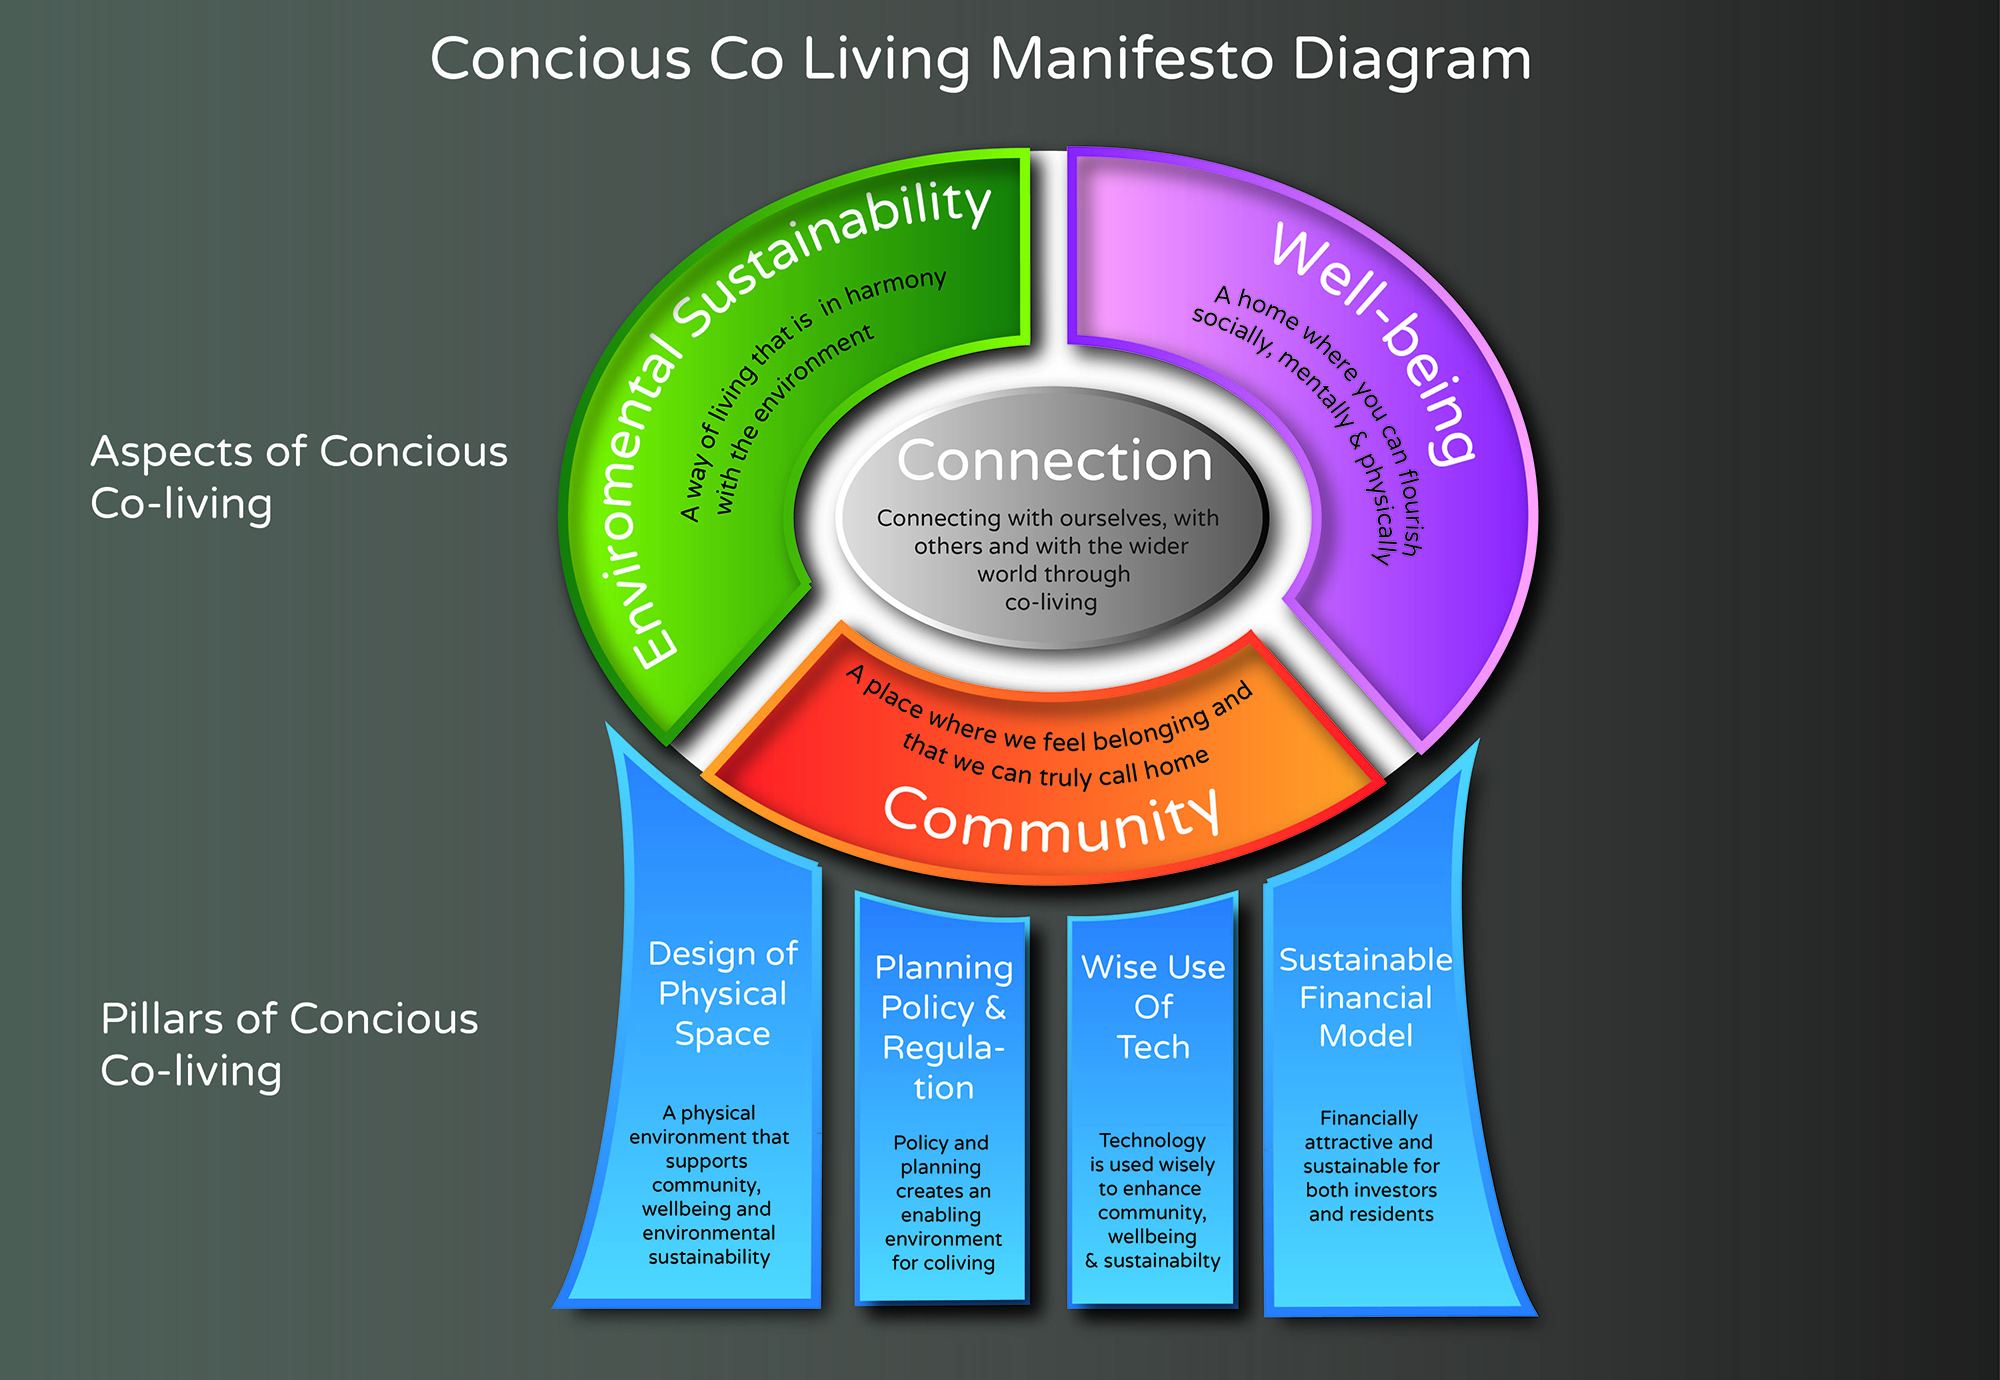 Concious Co Living Manifesto Diagram
Aspects of Concious
Co-living
Enviromental Sustainability
A way of living that is in harmony
with the environment
Well-being
A home where you can flourish
socially, mentally & physically
Connection
Connecting with ourselves, with
others and with the wider
world through
co-living
A place where we feel belonging and
that we can truly call home
Community
Pillars of Concious
Co-living
Design of
Physical
Space
A physical
environment that
supports
community,
wellbeing and
environmental
sustainability
Planning
Policy &
Regula-
tion
Policy and
planning
creates an
enabling
environment
for coliving
Wise Use
Of
Tech
Technology
is used wisely
to enhance
community,
wellbeing
& sustainabilty
Sustainable
Financial
Model
Financially
attractive and
sustainable for
both investors
and residents